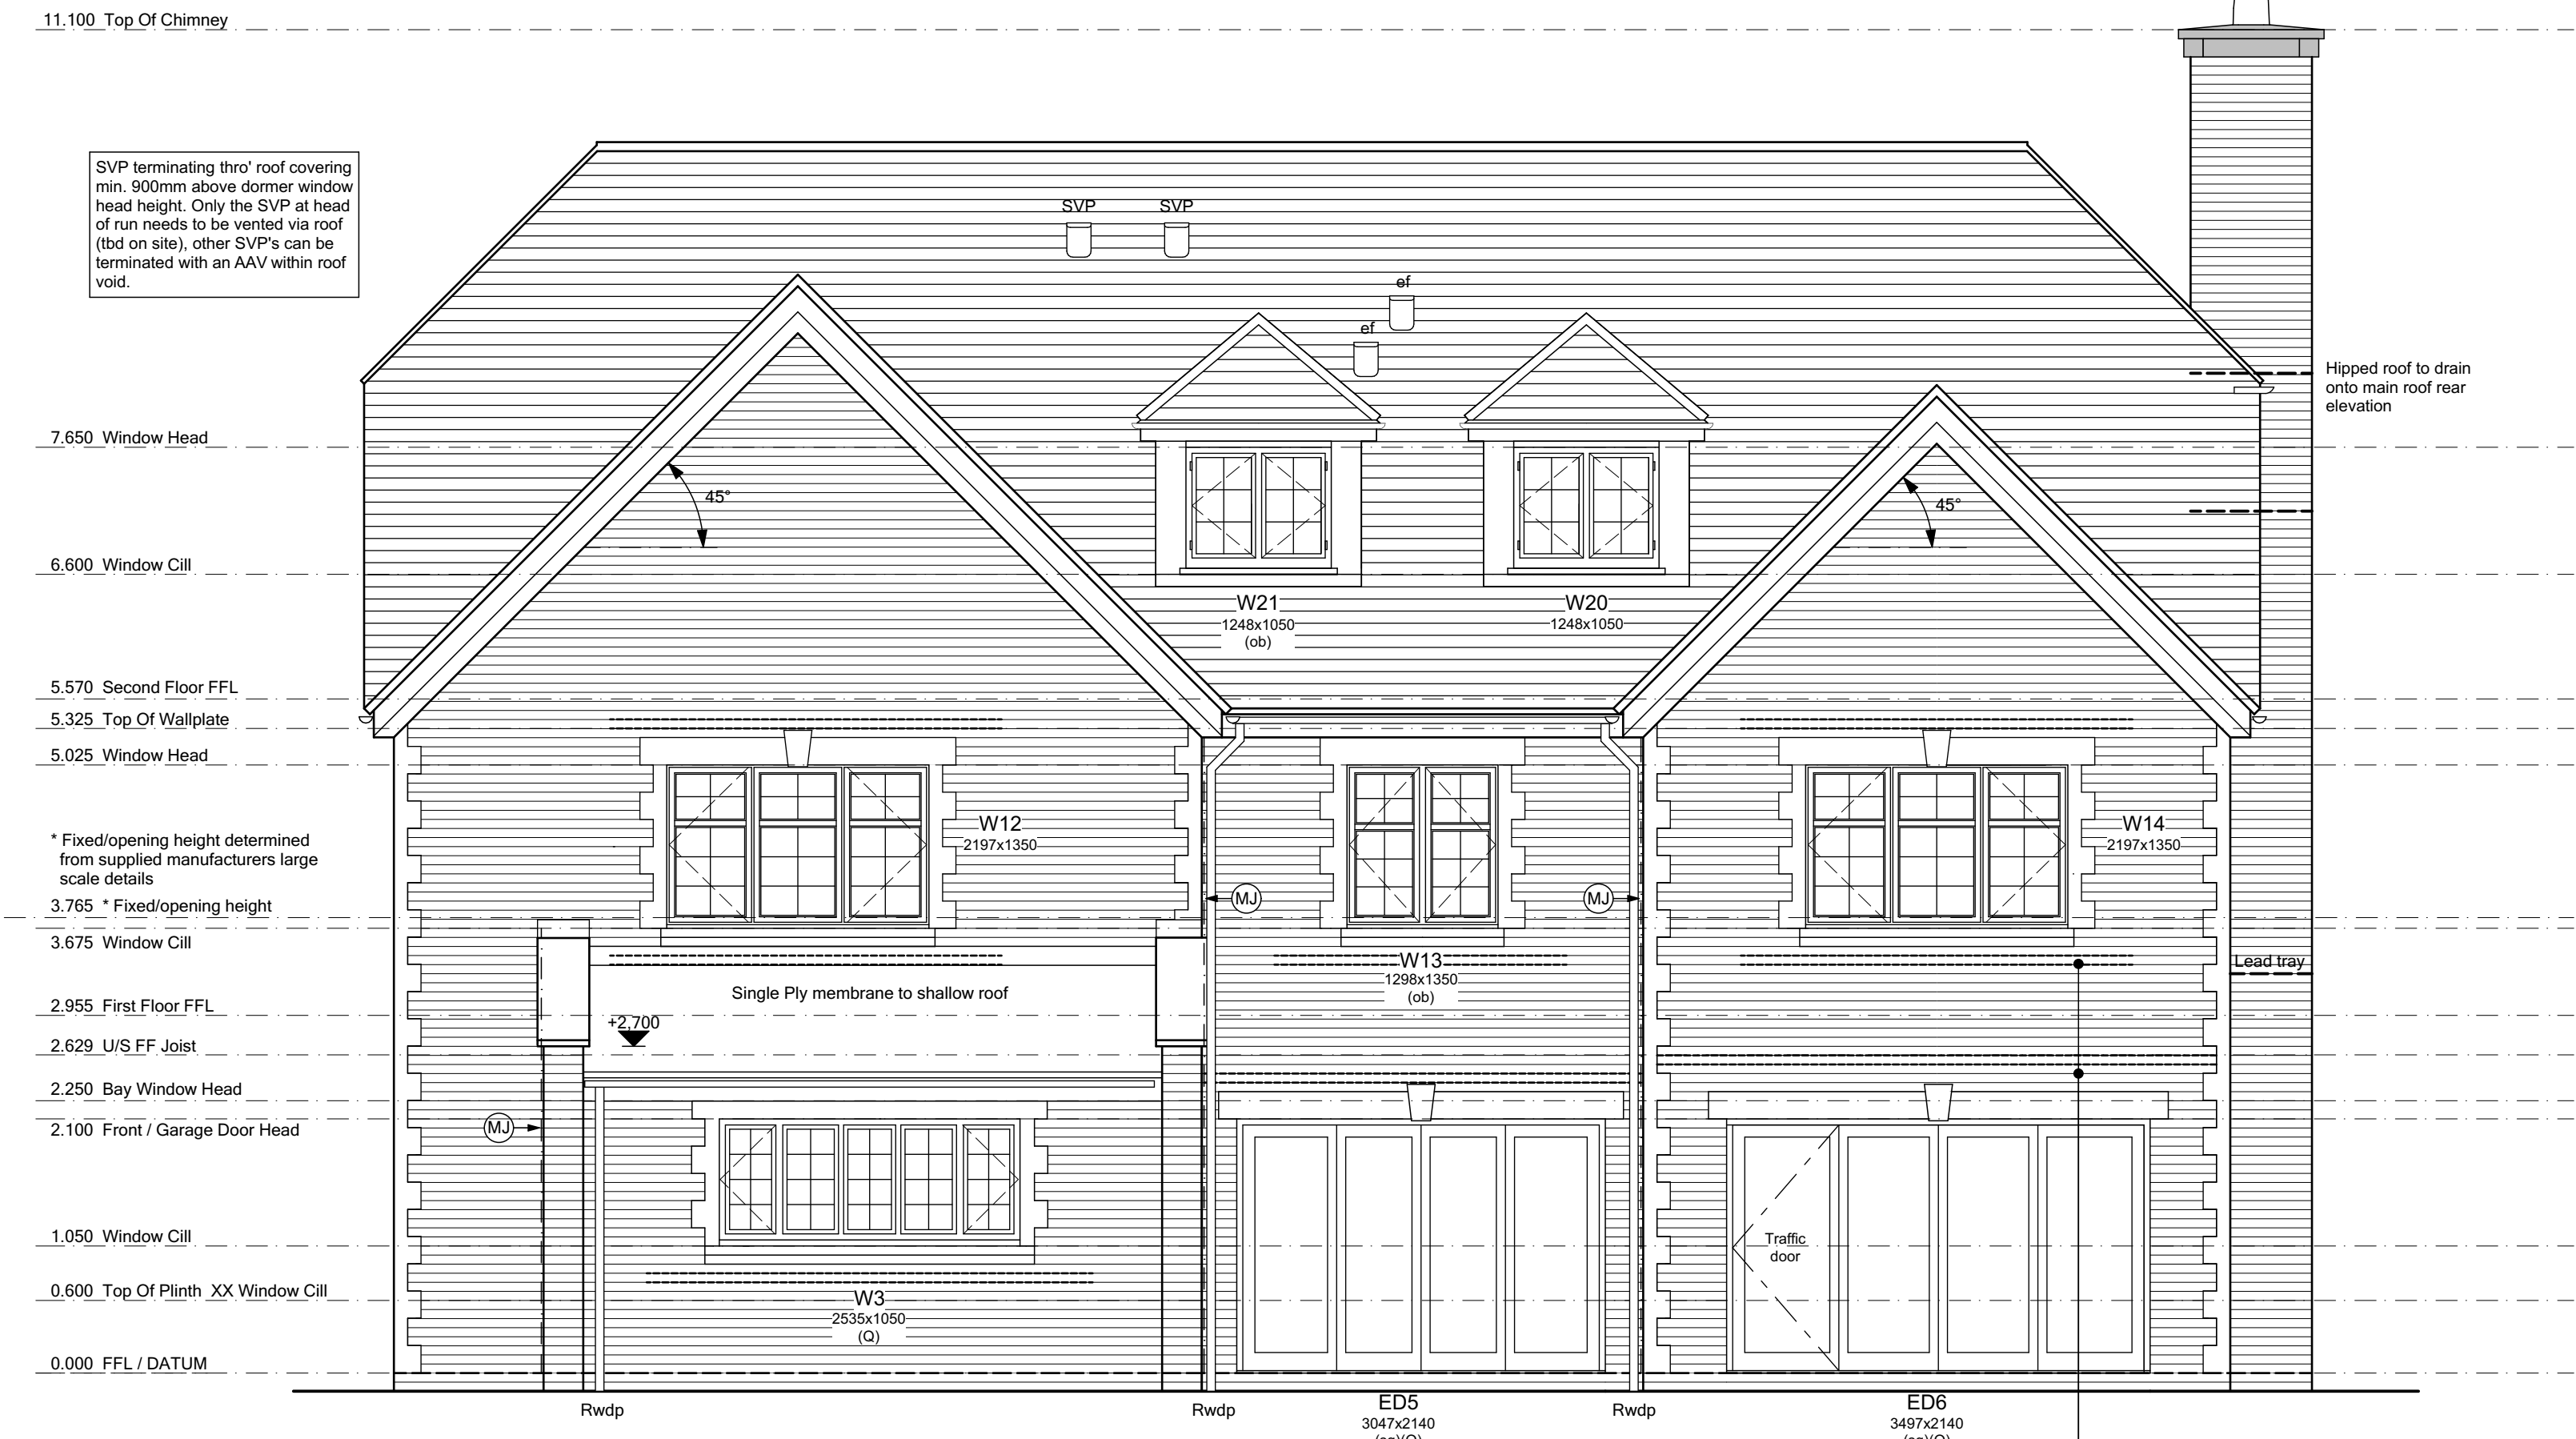 11.100 Top Of Chimney
SVP terminating thro' roof covering
min. 900mm above dormer window
head height. Only the SVP at head
of run needs to be vented via roof
(tbd on site), other SVP's can be
terminated with an AAV within roof
void.
SVP SVP
ef
ef
Hipped roof to drain
onto main roof rear
elevation
7.650 Window Head
45°
45°
6.600 Window Cill
W21
1248x1050
(ob)
W20
1248x1050
5.570 Second Floor FFL
5.325 Top Of Wallplate
5.025 Window Head
W12
2197x1350
W14
2197x1350
* Fixed/opening height determined
from supplied manufacturers large
scale details
3.765 * Fixed/opening height
MJ
MJ
3.675 Window Cill
W13
1298x1350
(ob)
Lead tray
Single Ply membrane to shallow roof
2.955 First Floor FFL
+2,700
2.629 U/S FF Joist
2.250 Bay Window Head
2.100 Front / Garage Door Head
MJ
1.050 Window Cill
Traffic
door
0.600 Top Of Plinth XX Window Cill
W3
2535x1050
(Q)
0.000 FFL / DATUM
Rwdp
Rwdp
ED5
3047x2140
Rwdp
ED6
3497x2140